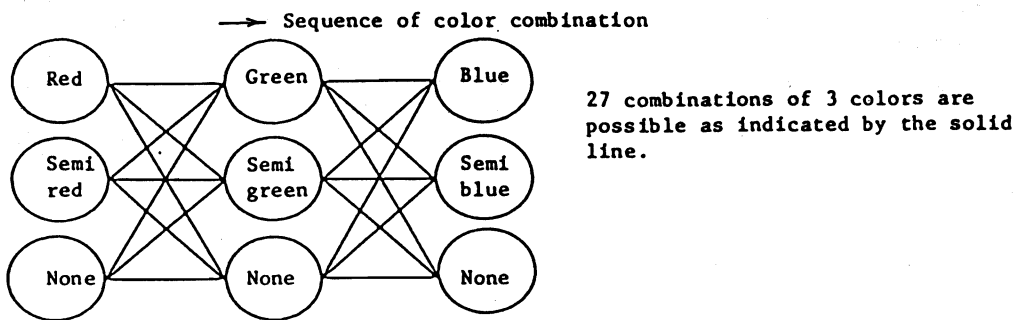 Sequence of color combination
Red
Green
Blue
27 combinations of 3 colors are
possible as indicated by the solid
line.
Semi
red
Semi
green
Semi
blue
None
None
None